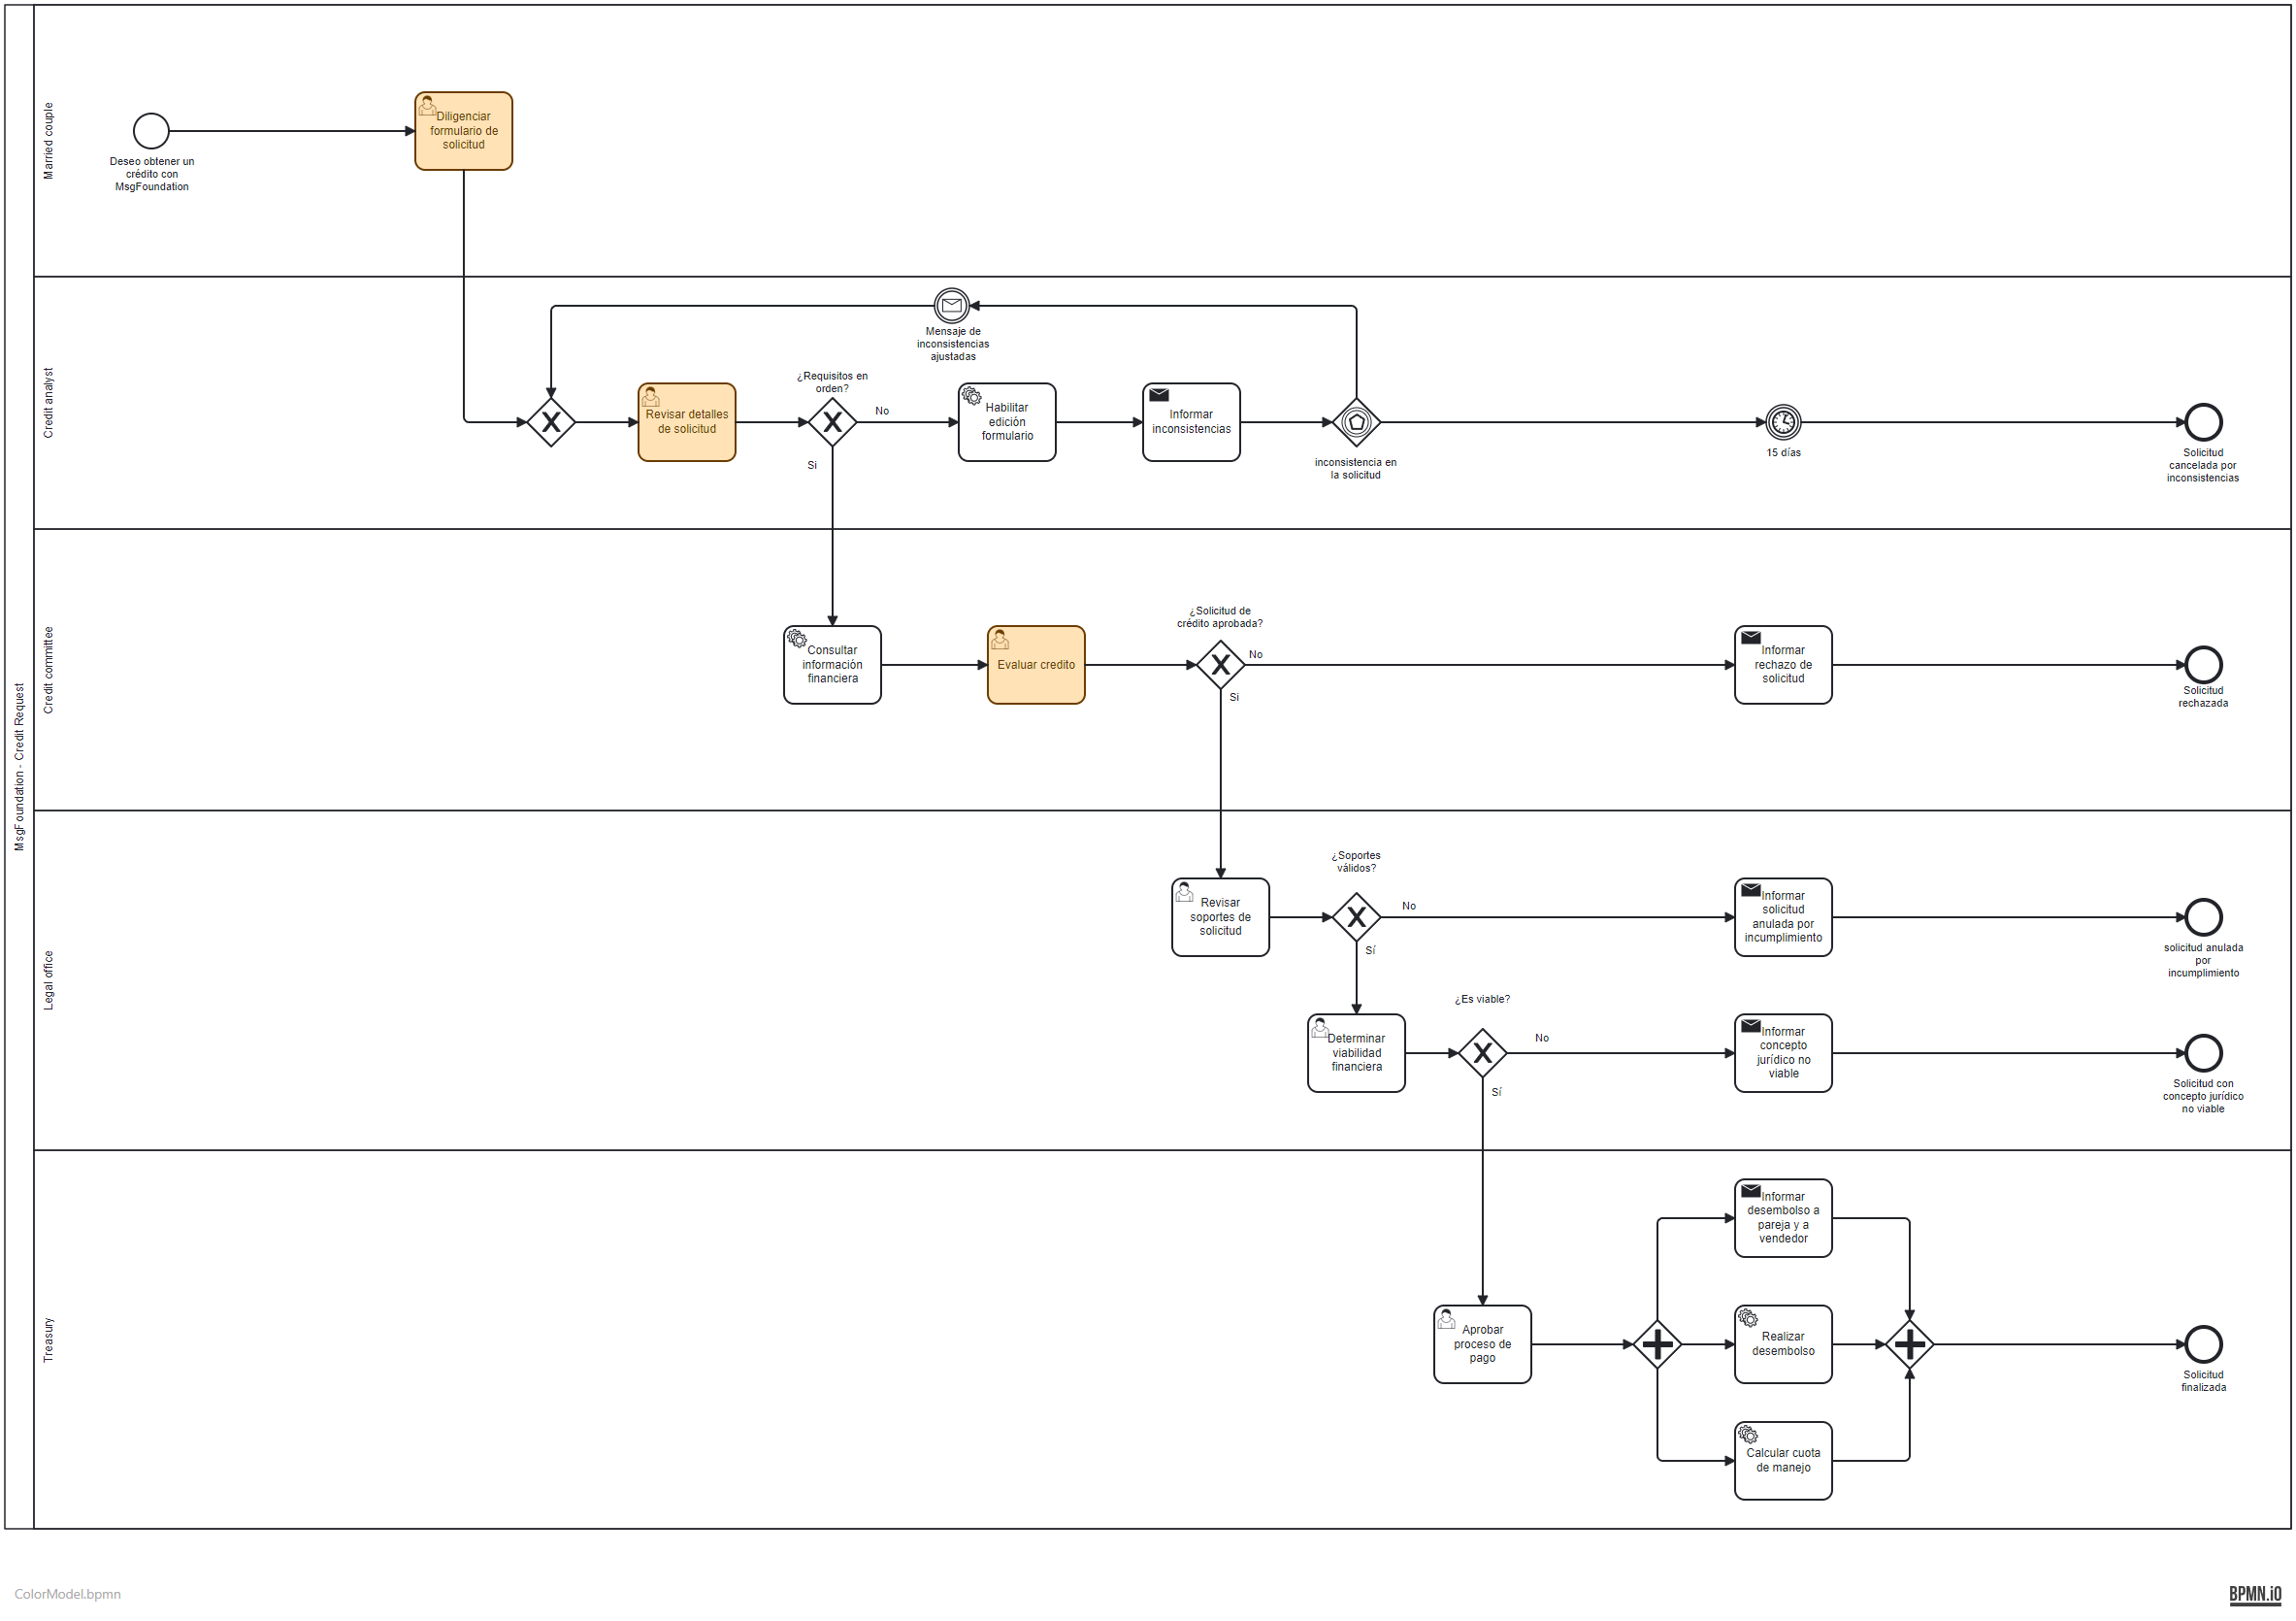 MsgFoundation - Credit Request
Married couple
Deseo obtener un
crédito con
MsgFoundation
Diligenciar
formulario de
solicitud
Credit analyst
Mensaje de
inconsistencias
ajustadas
Revisar detalles
de solicitud
¿Requisitos en
orden?
No
Si
Habilitar
edición
formulario
Informar
inconsistencias
inconsistencia en
la solicitud
15 días
Solicitud
cancelada por
inconsistencias
Credit committee
Consultar
información
financiera
Evaluar credito
¿Solicitud de
crédito aprobada?
No
Si
Informar
rechazo de
solicitud
Solicitud
rechazada
Legal office
Revisar
soportes de
solicitud
¿Soportes
válidos?
No
Sí
Informar
solicitud
anulada por
incumplimiento
solicitud anulada
por
incumplimiento
Determinar
viabilidad
financiera
¿Es viable?
No
Sí
Informar
concepto
jurídico no
viable
Solicitud con
concepto jurídico
no viable
Treasury
Aprobar
proceso de
pago
Informar
desembolso a
pareja y a
vendedor
Realizar
desembolso
Calcular cuota
de manejo
Solicitud
finalizada
ColorModel.bpmn
BPMN.iO